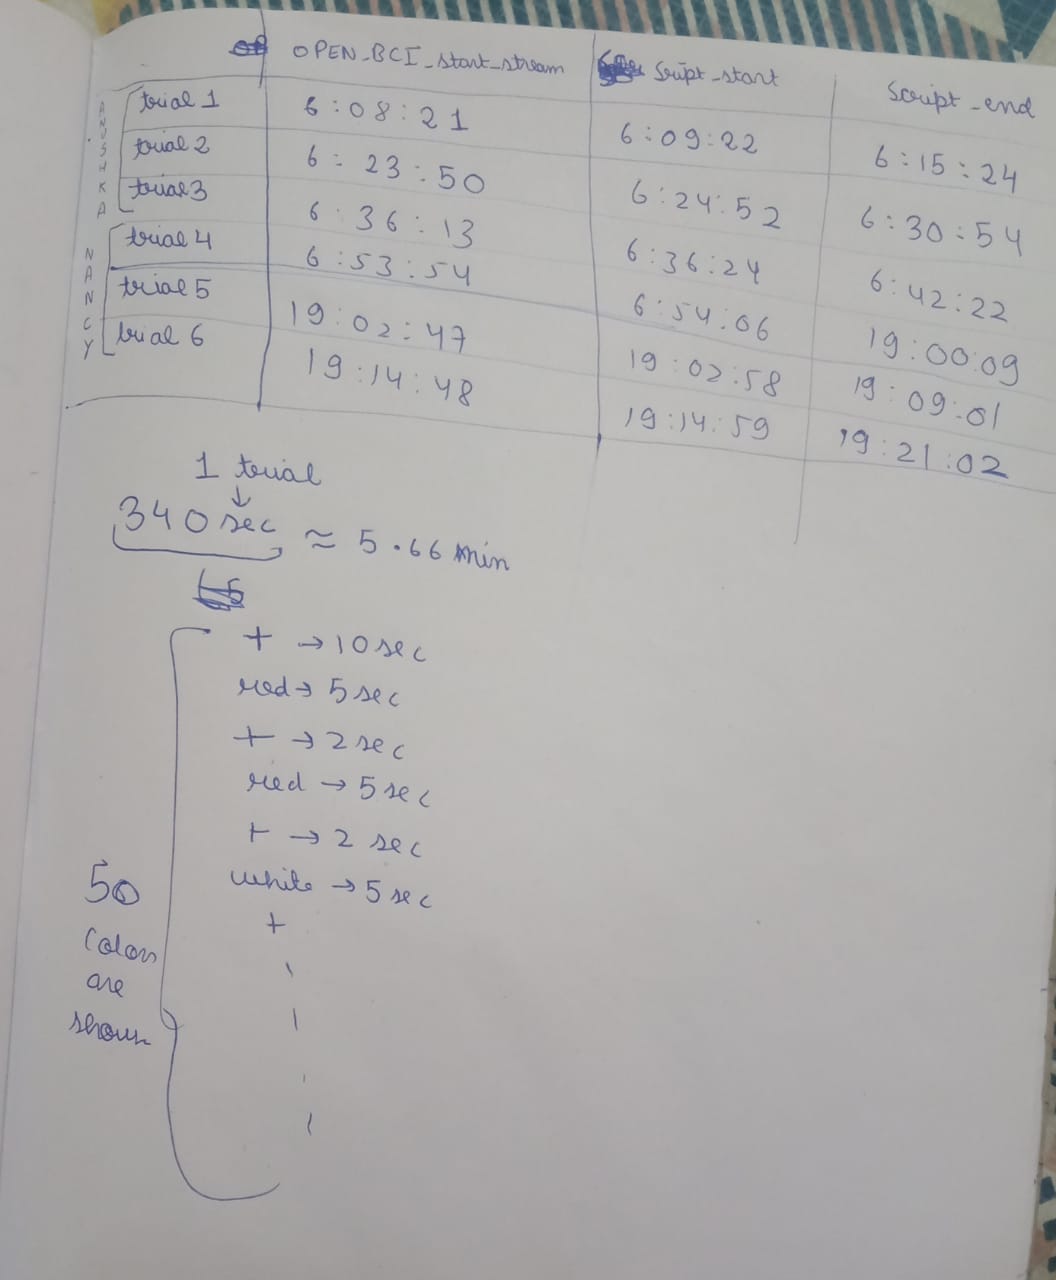 OPEN_BCI_start_stream Script_start Script_end
ANUSHKA
trial 1 6:08:21 6:09:22 6:15:24
trial 2 6:23:50 6:24:52 6:30:54
trial 3 6:36:13 6:36:24 6:42:22
NANCY
trial 4 6:53:54 6:54:06 19:00:09
trial 5 19:02:47 19:02:58 19:09:01
trial 6 19:14:48 19:14:59 19:21:02
1 trial
↓
340 sec ≈ 5.66 min
+ → 10 sec
red → 5 sec
+ → 2 sec
red → 5 sec
+ → 2 sec
white → 5 sec
+
50
colors
are
shown